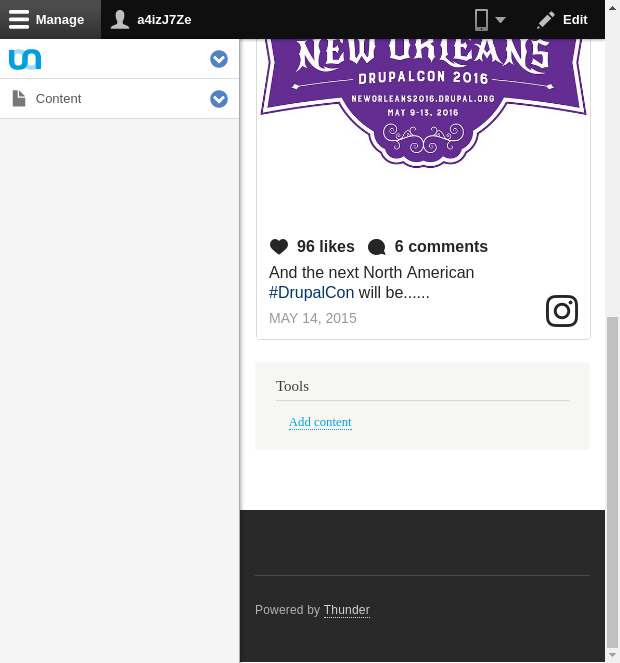 Manage
a4izJ7Ze
Edit
Content
NEW ORLEANS
DRUPALCON 2016
NEWORLEANS2016.DRUPAL.ORG
MAY 9-13, 2016
96 likes 6 comments
And the next North American
#DrupalCon will be......
MAY 14, 2015
Tools
Add content
Powered by Thunder